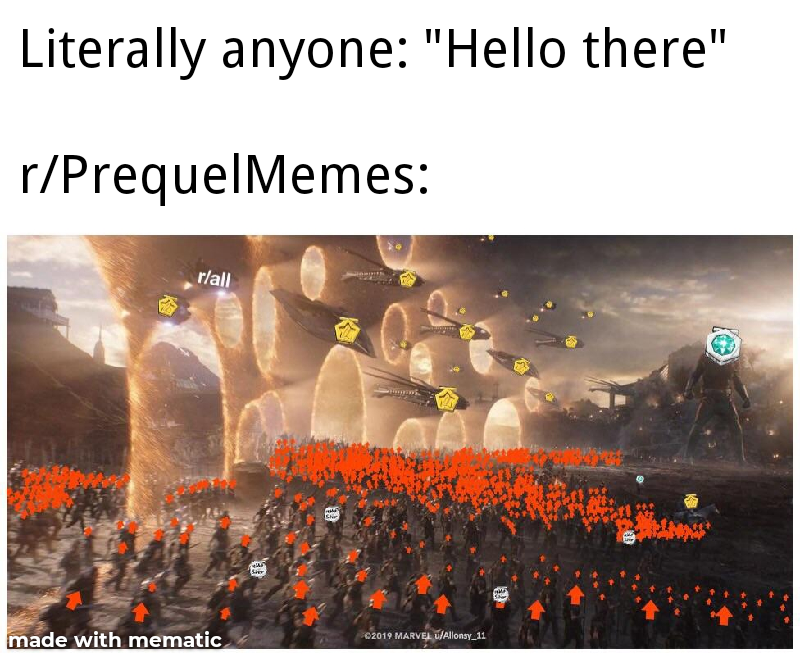 Literally anyone: "Hello there"
r/PrequelMemes:
r/all
made with mematic
©2019 MARVEL u/Allonsy_11